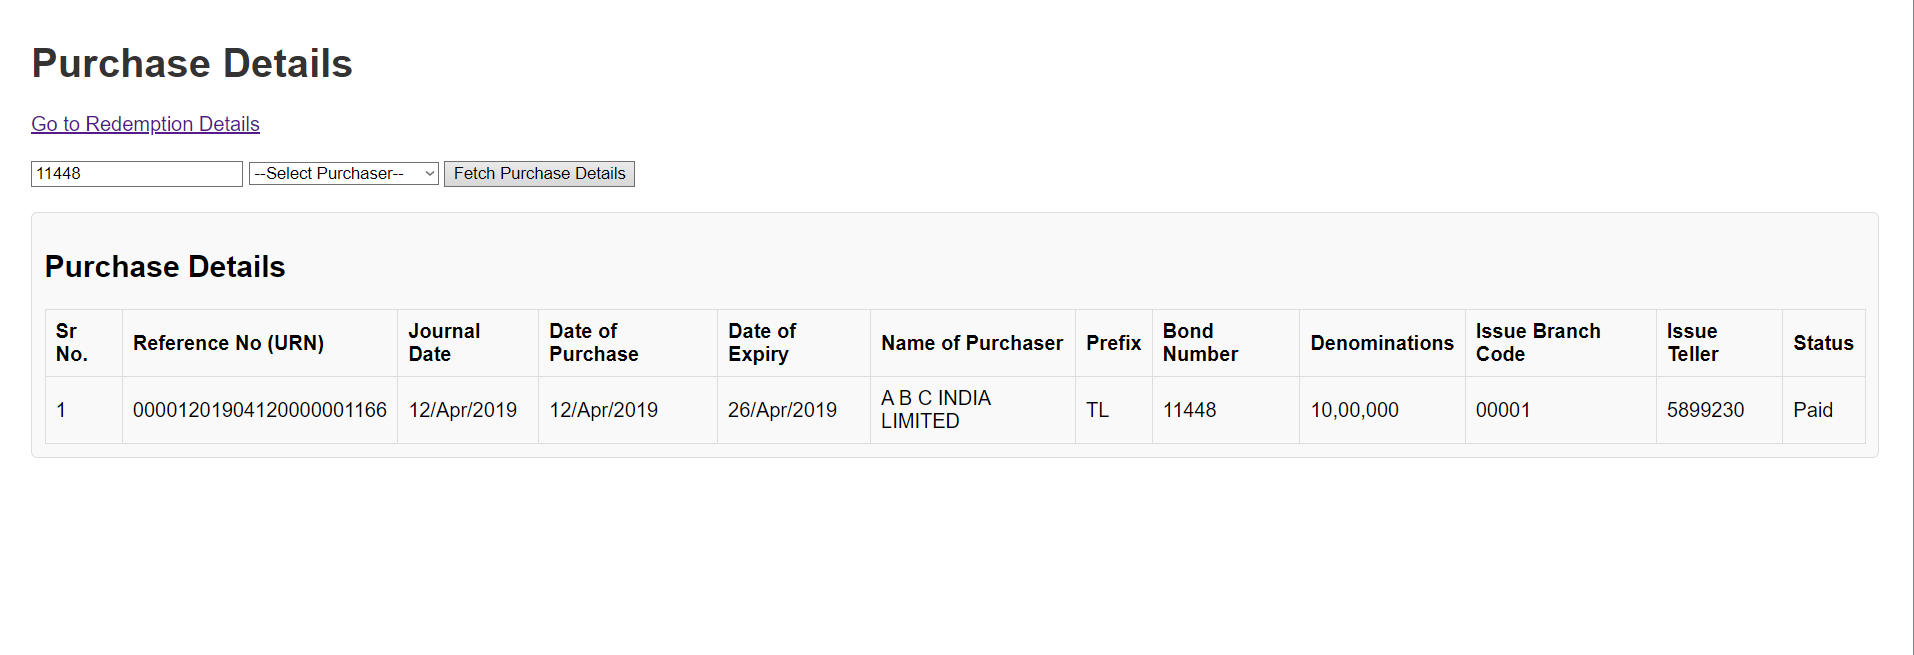 Purchase Details
Go to Redemption Details
11448 --Select Purchaser-- Fetch Purchase Details
Purchase Details
Sr No. Reference No (URN) Journal Date Date of Purchase Date of Expiry Name of Purchaser Prefix Bond Number Denominations Issue Branch Code Issue Teller Status
1 00001201904120000001166 12/Apr/2019 12/Apr/2019 26/Apr/2019 A B C INDIA LIMITED TL 11448 10,00,000 00001 5899230 Paid